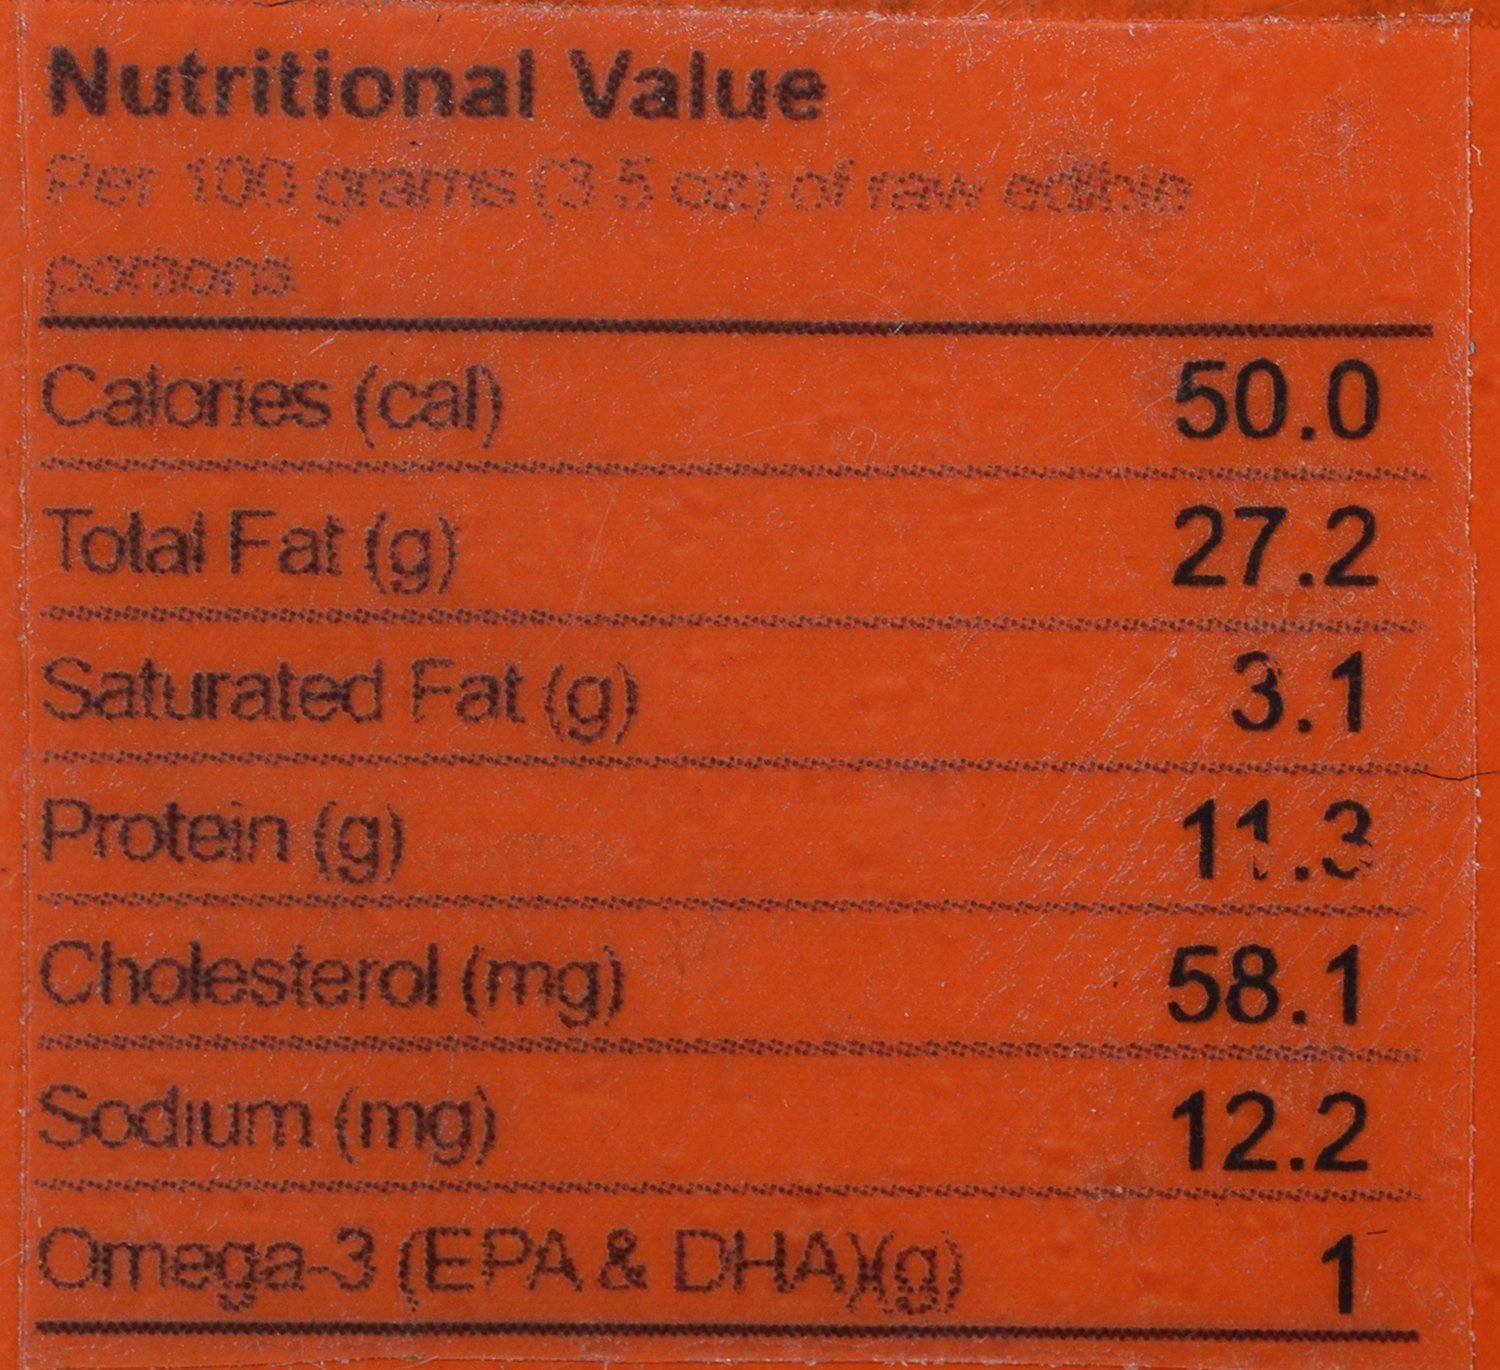 Nutritional Value
Per 100 grams (3.5 oz) of raw edible
portions
Calories (cal) 50.0
Total Fat (g) 27.2
Saturated Fat (g) 3.1
Protein (g) 11.3
Cholesterol (mg) 58.1
Sodium (mg) 12.2
Omega-3 (EPA & DHA)(g) 1